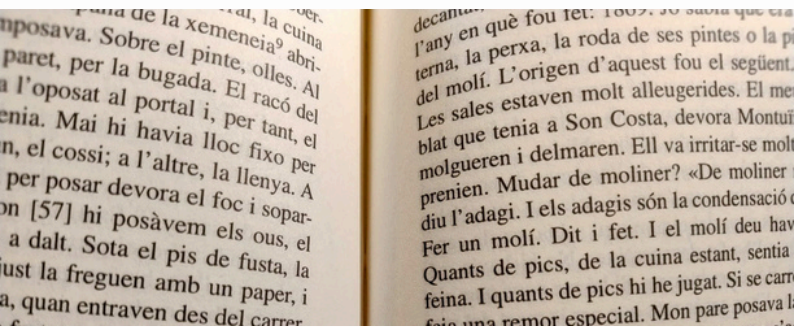 la cuina
de la xemeneia⁹ abri-
mposava. Sobre el pinte, olles. Al
paret, per la bugada. El racó del
a l'oposat al portal i, per tant, el
enia. Mai hi havia lloc fixo per
n, el cossi; a l'altre, la llenya. A
per posar devora el foc i sopar-
on [57] hi posàvem els ous, el
a dalt. Sota el pis de fusta, la
just la freguen amb un paper, i
a, quan entraven des del carrer
l'any en què fou fet: 1869. Jo sabia que
terna, la perxa, la roda de ses pintes o la
del molí. L'origen d'aquest fou el següent.
Les sales estaven molt alleugerides. El
blat que tenia a Son Costa, devora Montuï
molgueren i delmaren. Ell va irritar-se molt
prenien. Mudar de moliner? «De moliner
diu l'adagi. I els adagis són la condensació
Fer un molí. Dit i fet. I el molí deu
Quants de pics, de la cuina estant, sentia
feina. I quants de pics hi he jugat. Si se
una remor especial. Mon pare posava